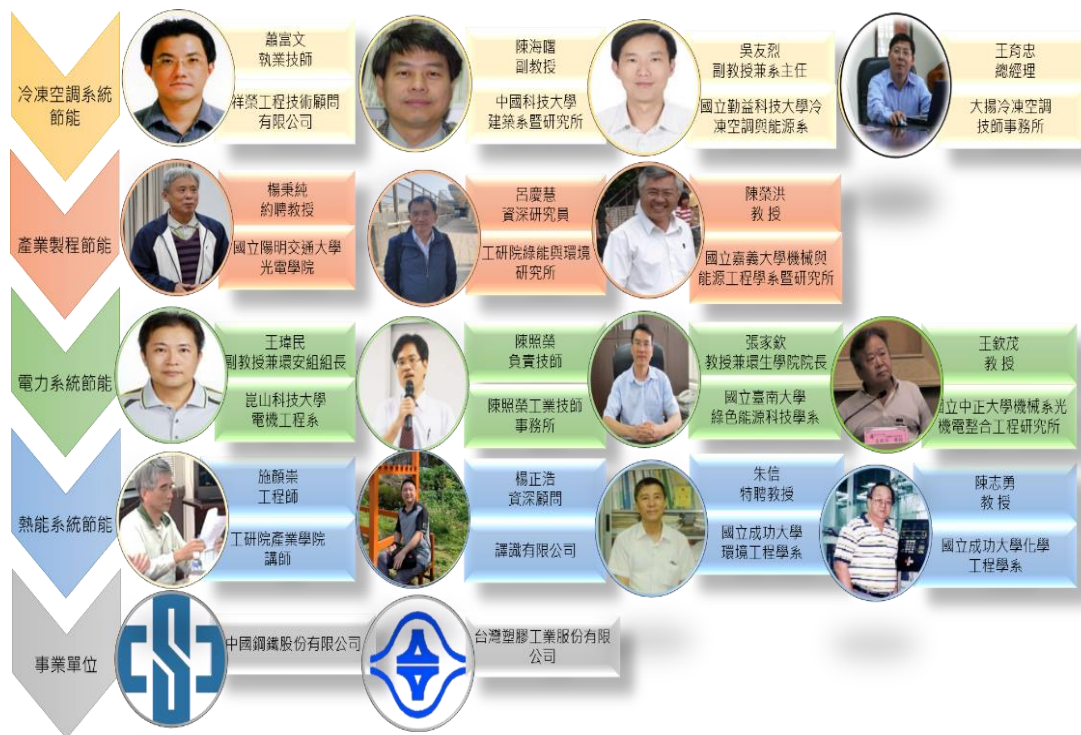 冷凍空調系統
節能
蕭富文
執業技師
祥榮工程技術顧問
有限公司
陳海曙
副教授
中國科技大學
建築系暨研究所
吳友烈
副教授兼系主任
國立勤益科技大學冷
凍空調與能源系
王育忠
總經理
大揚冷凍空調
技師事務所
產業製程節能
楊秉純
約聘教授
國立陽明交通大學
光電學院
呂慶慧
資深研究員
工研院綠能與環境
研究所
陳榮洪
教 授
國立嘉義大學機械與
能源工程學系暨研究所
電力系統節能
王瑋民
副教授兼環安組組長
崑山科技大學
電機工程系
陳照榮
負責技師
陳照榮工業技師
事務所
張家欽
教授兼環生學院院長
國立臺南大學
綠色能源科技學系
王欽茂
教 授
國立中正大學機械系光
機電整合工程研究所
熱能系統節能
施顏崇
工程師
工研院產業學院
講師
楊正浩
資深顧問
譯識有限公司
朱信
特聘教授
國立成功大學
環境工程學系
陳志勇
教 授
國立成功大學化學
工程學系
事業單位
中國鋼鐵股份有限公司
台灣塑膠工業服份有限
公司